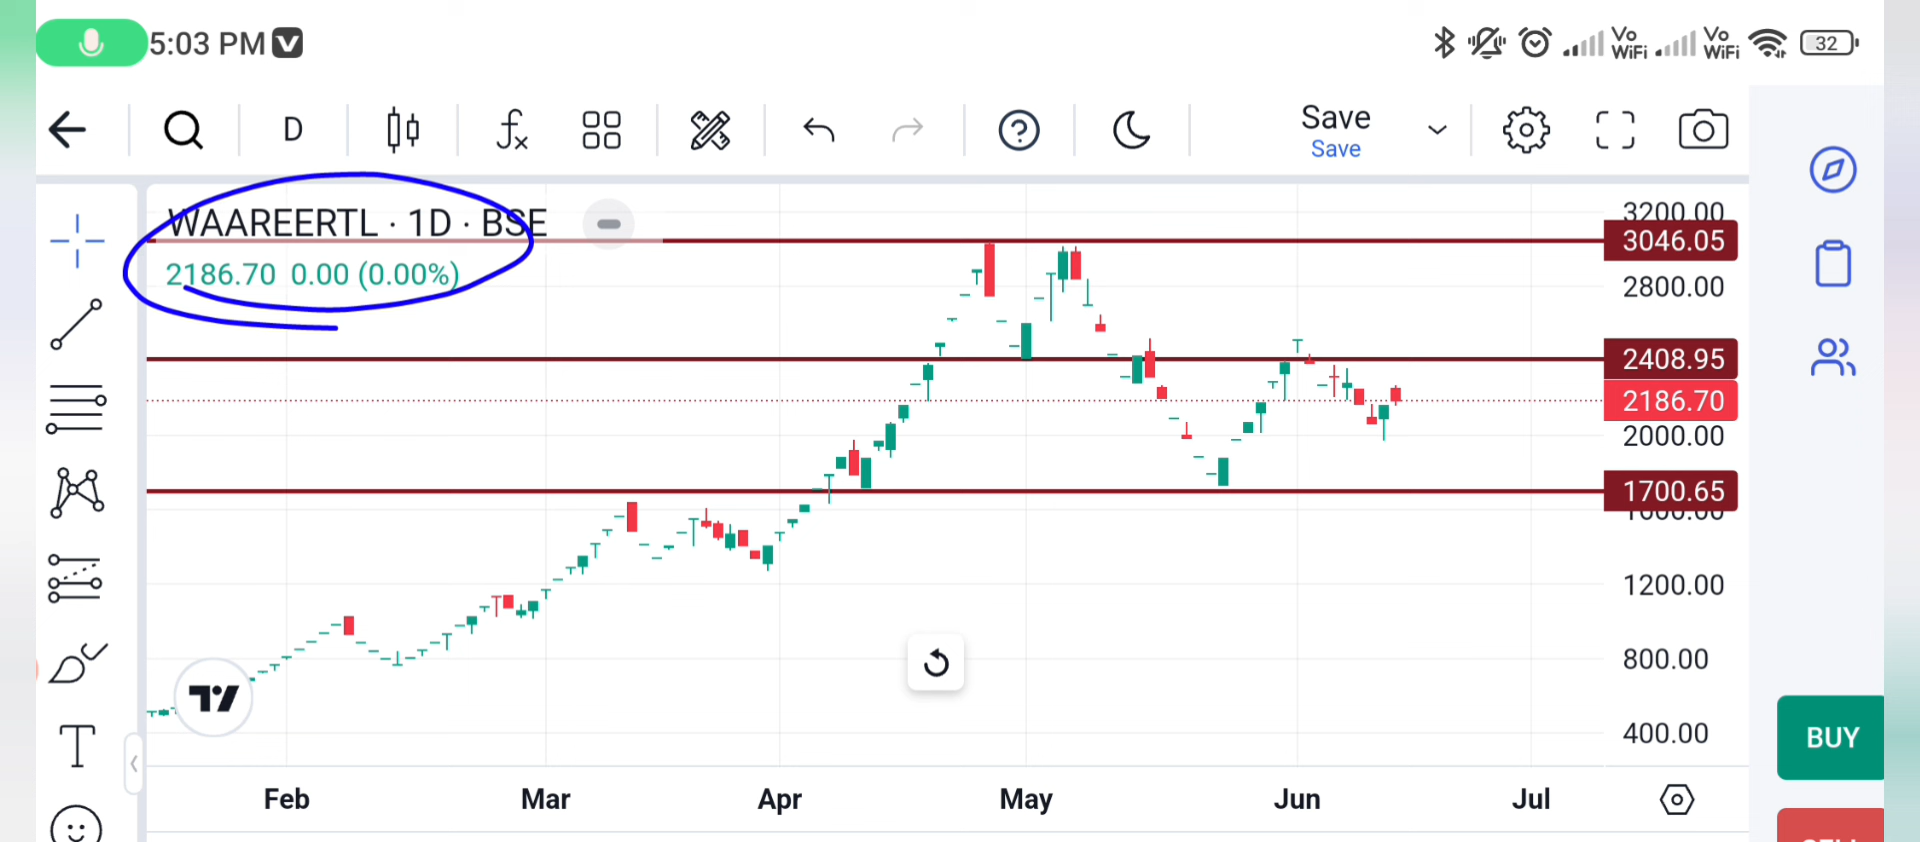 5:03 PM
Vo WiFi Vo WiFi 32
D
Save
Save
WAAREERTL · 1D · BSE
2186.70 0.00 (0.00%)
3200.00
3046.05
2800.00
2408.95
2186.70
2000.00
1700.65
1600.00
1200.00
800.00
400.00
BUY
Feb Mar Apr May Jun Jul